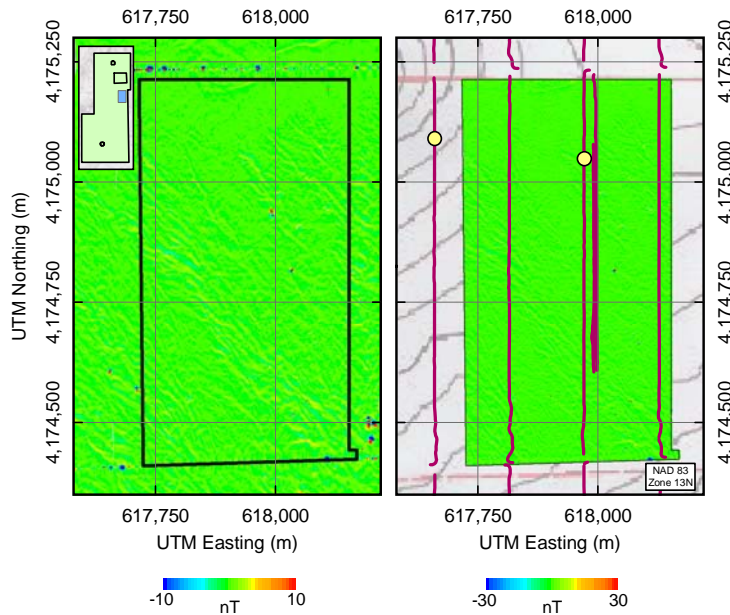 617,750 618,000 617,750 618,000
4,175,250 4,175,250
4,175,000 4,175,000
4,174,750 4,174,750
4,174,500 4,174,500
UTM Northing (m)
NAD 83
Zone 13N
617,750 618,000 617,750 618,000
UTM Easting (m) UTM Easting (m)
-10 nT 10 -30 nT 30